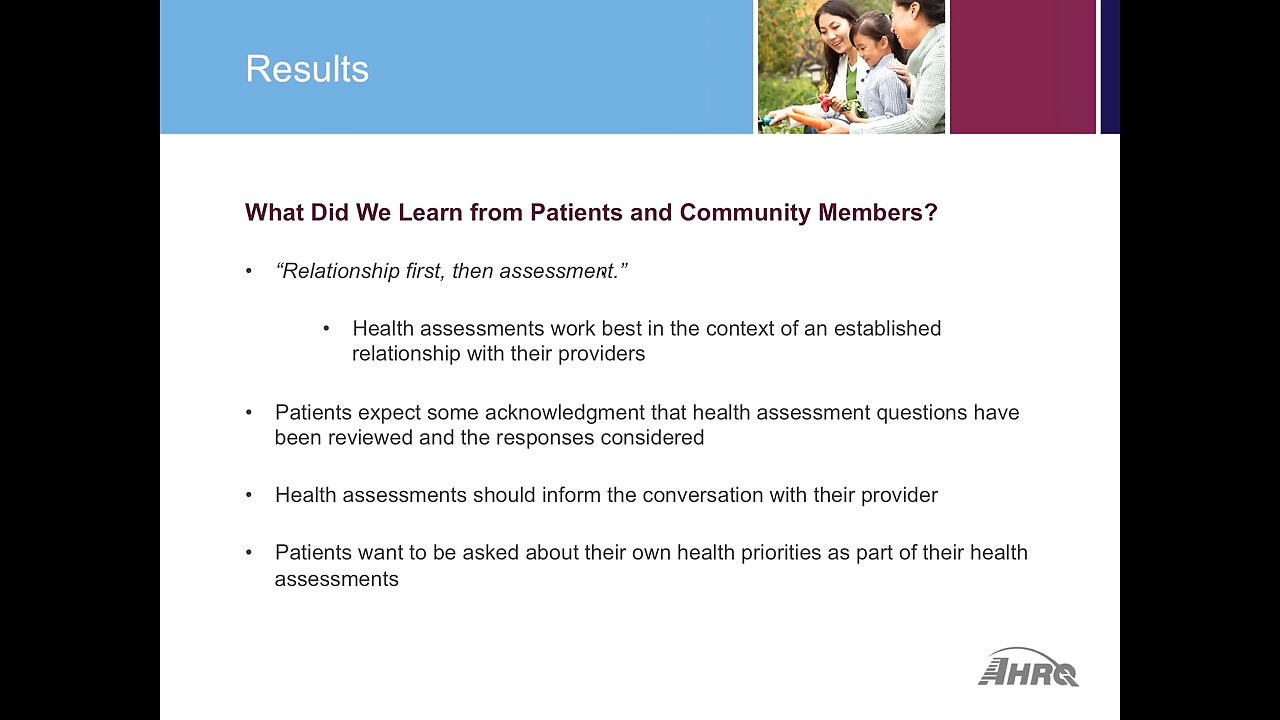 Results
What Did We Learn from Patients and Community Members?
• “Relationship first, then assessment.”
• Health assessments work best in the context of an established
relationship with their providers
• Patients expect some acknowledgment that health assessment questions have
been reviewed and the responses considered
• Health assessments should inform the conversation with their provider
• Patients want to be asked about their own health priorities as part of their health
assessments
AHRQ